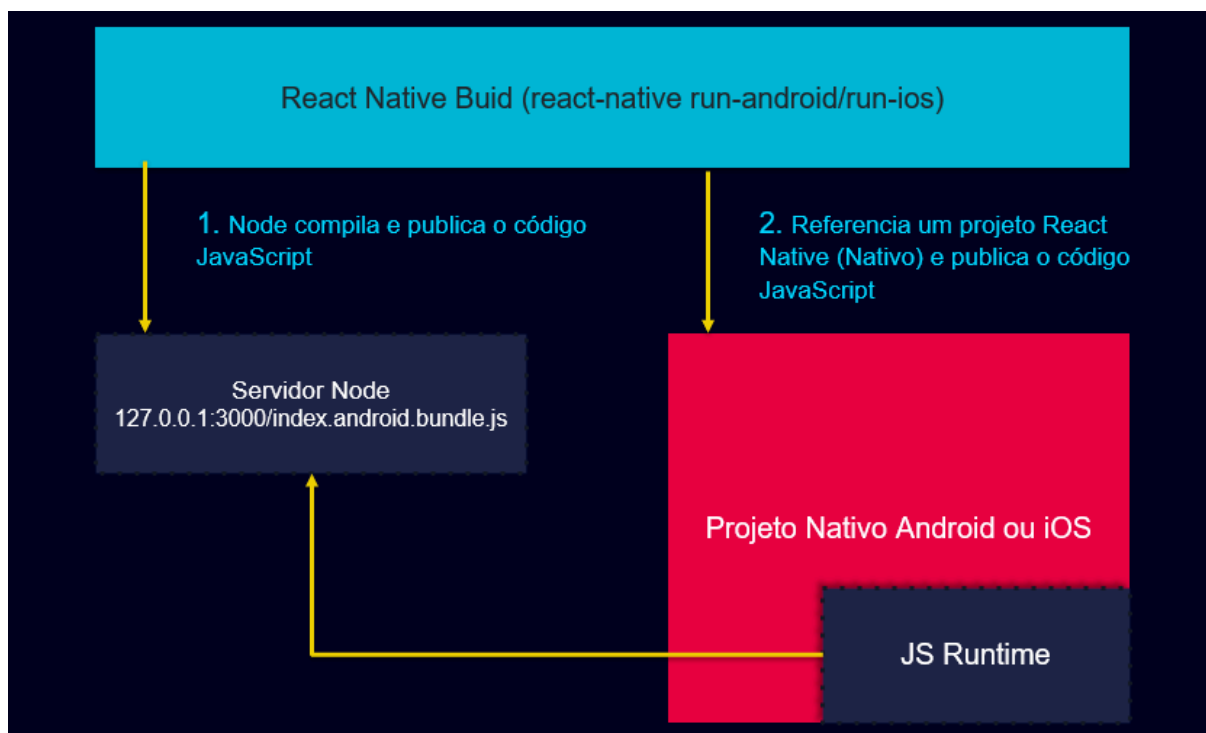 React Native Buid (react-native run-android/run-ios)
1. Node compila e publica o código
JavaScript
2. Referencia um projeto React
Native (Nativo) e publica o código
JavaScript
Servidor Node
127.0.0.1:3000/index.android.bundle.js
Projeto Nativo Android ou iOS
JS Runtime